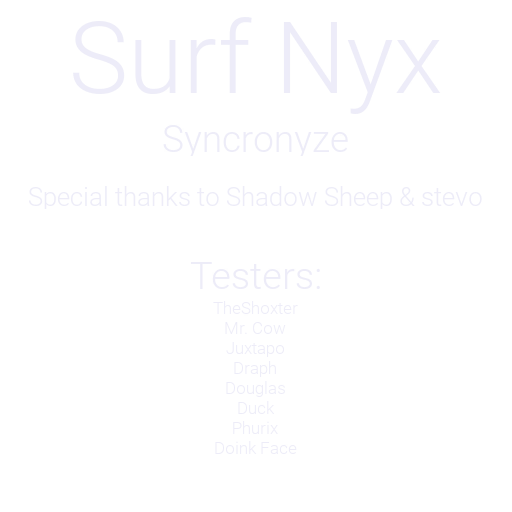 Surf Nyx
Syncronyze
Special thanks to Shadow Sheep & stevo
Testers:
TheShoxter
Mr. Cow
Juxtapo
Draph
Douglas
Duck
Phurix
Doink Face